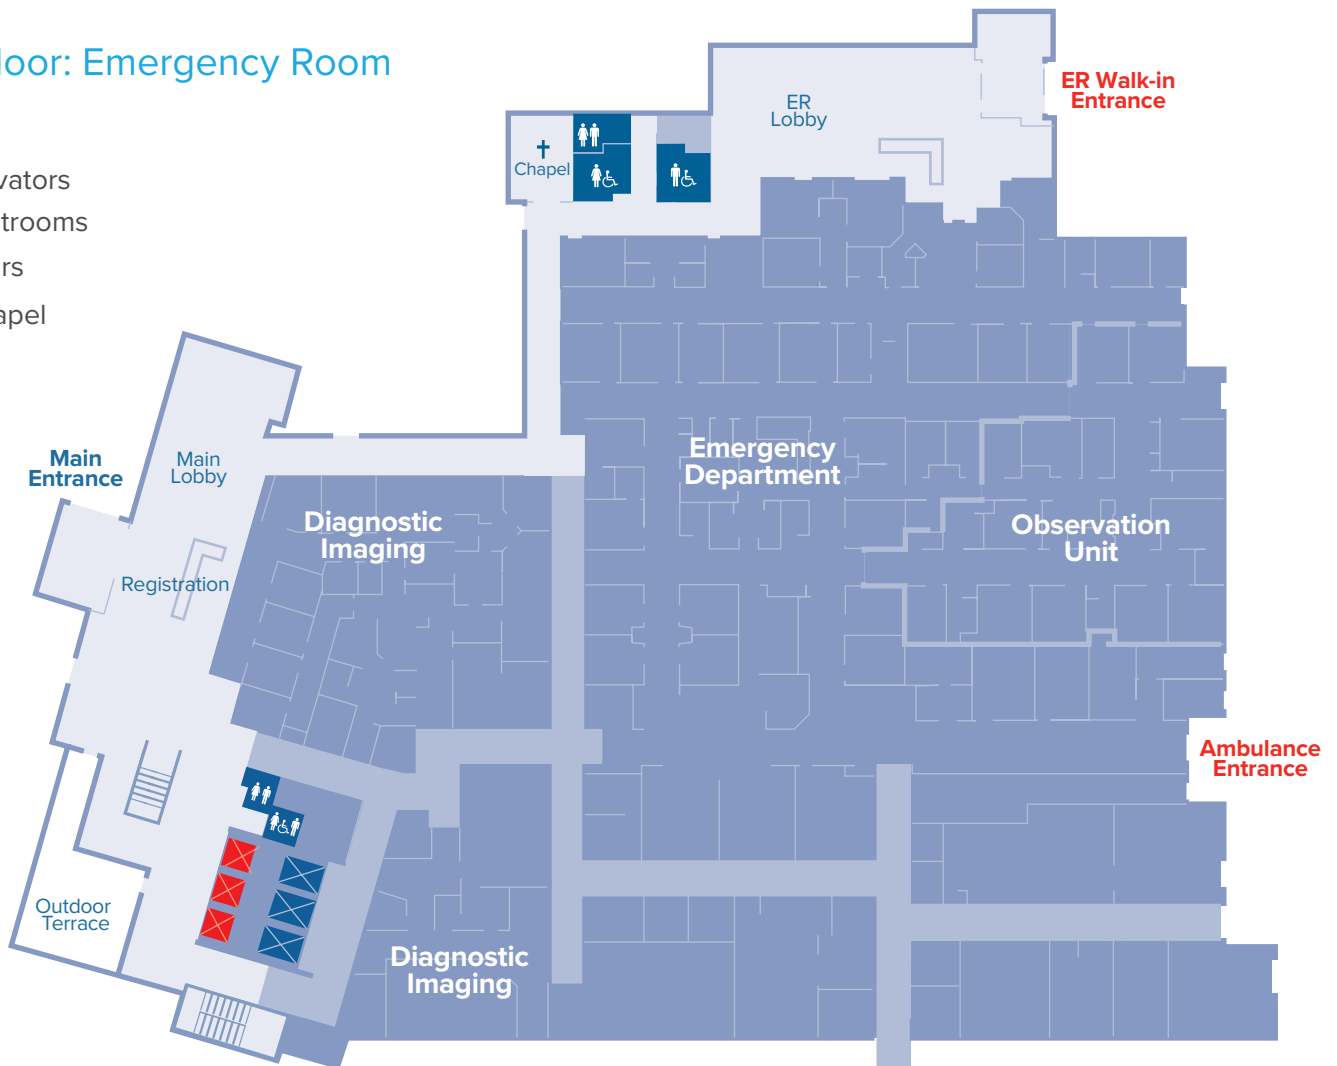 loor: Emergency Room
vators
trooms
rs
apel
ER Walk-in
Entrance
ER
Lobby
Chapel
Main
Entrance
Main
Lobby
Emergency
Department
Diagnostic
Imaging
Observation
Unit
Registration
Ambulance
Entrance
Outdoor
Terrace
Diagnostic
Imaging